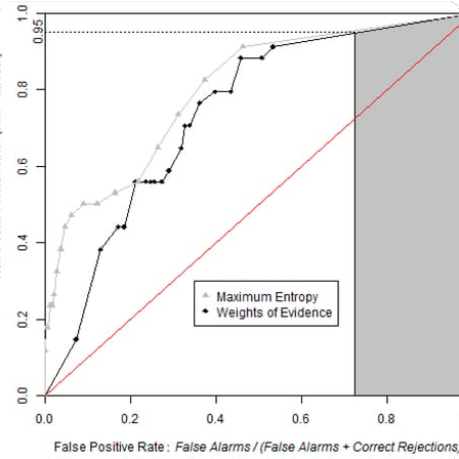 1.0
0.95
0.8
0.6
0.4
0.2
0.0
Maximum Entropy
Weights of Evidence
0.0 0.2 0.4 0.6 0.8
False Positive Rate : False Alarms / (False Alarms + Correct Rejections)